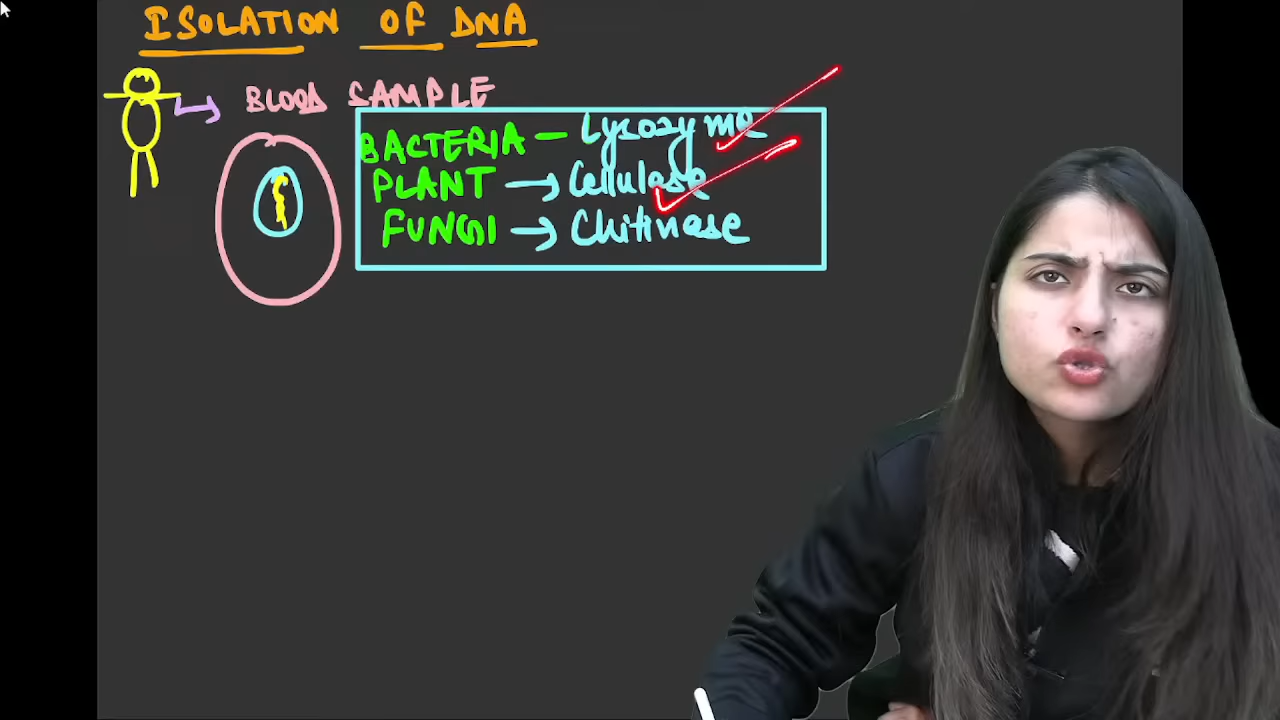 ISOLATION OF DNA
BLOOD SAMPLE
BACTERIA — Lysozyme
PLANT → Cellulase
FUNGI → Chitinase